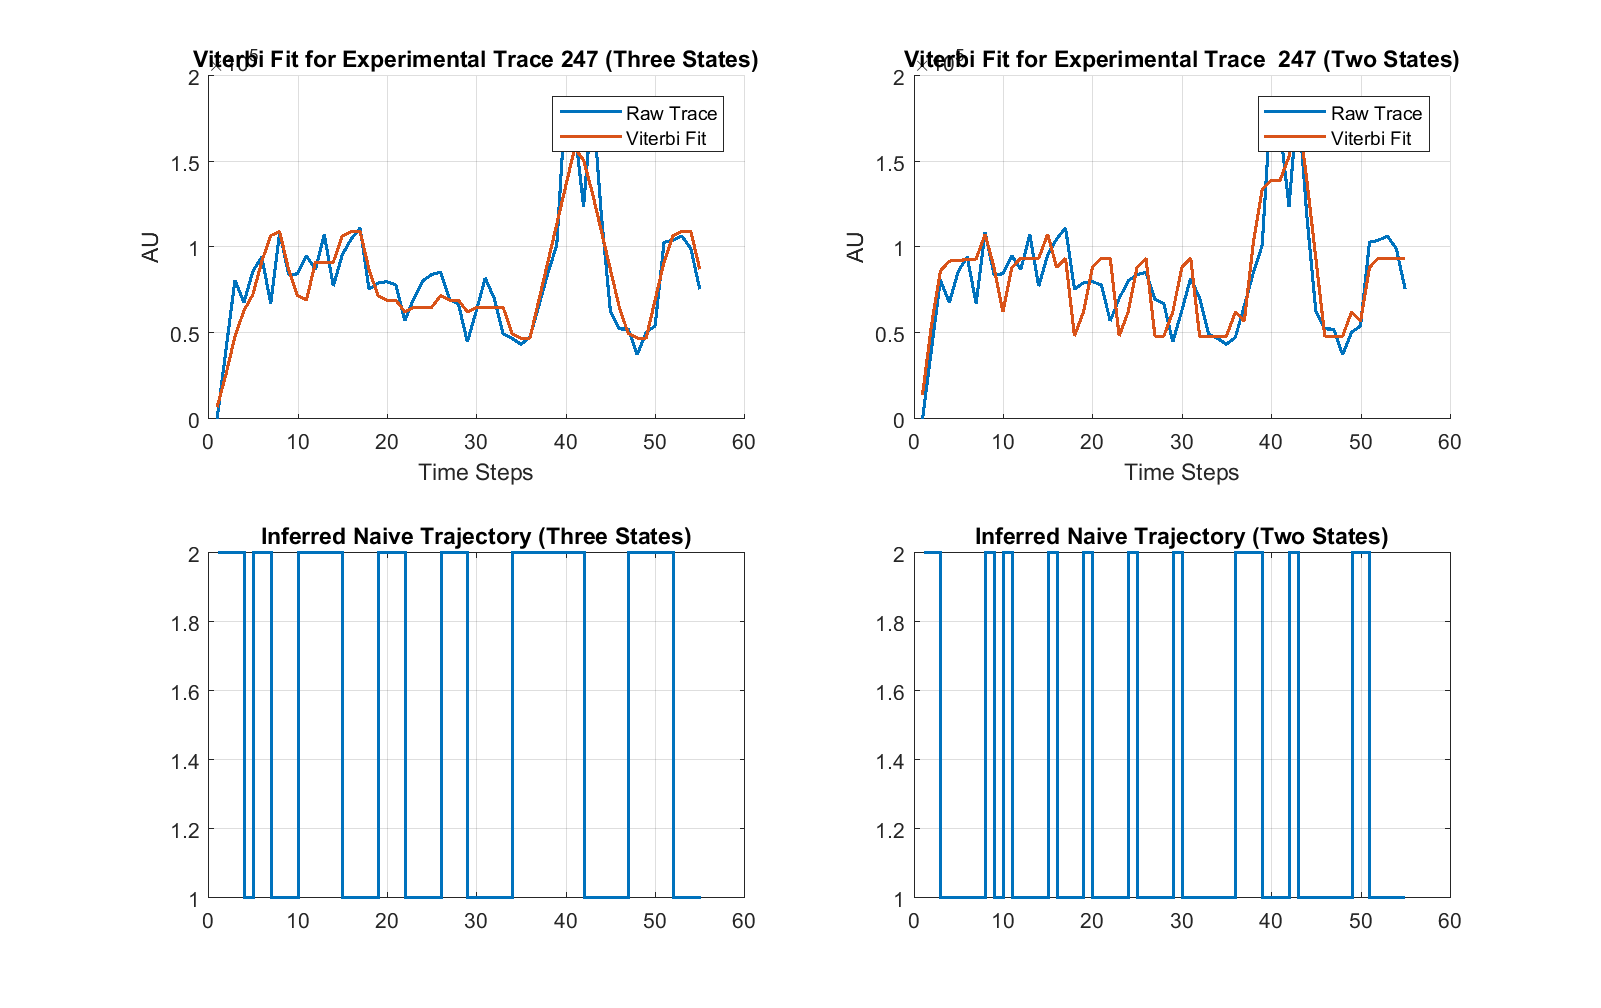 Viterbi Fit for Experimental Trace 247 (Three States)
×10^5
2
1.5
1
0.5
0
AU
Raw Trace
Viterbi Fit
0 10 20 30 40 50 60
Time Steps
Viterbi Fit for Experimental Trace  247 (Two States)
×10^5
2
1.5
1
0.5
0
AU
Raw Trace
Viterbi Fit
0 10 20 30 40 50 60
Time Steps
Inferred Naive Trajectory (Three States)
2
1.8
1.6
1.4
1.2
1
0 10 20 30 40 50 60
Inferred Naive Trajectory (Two States)
2
1.8
1.6
1.4
1.2
1
0 10 20 30 40 50 60